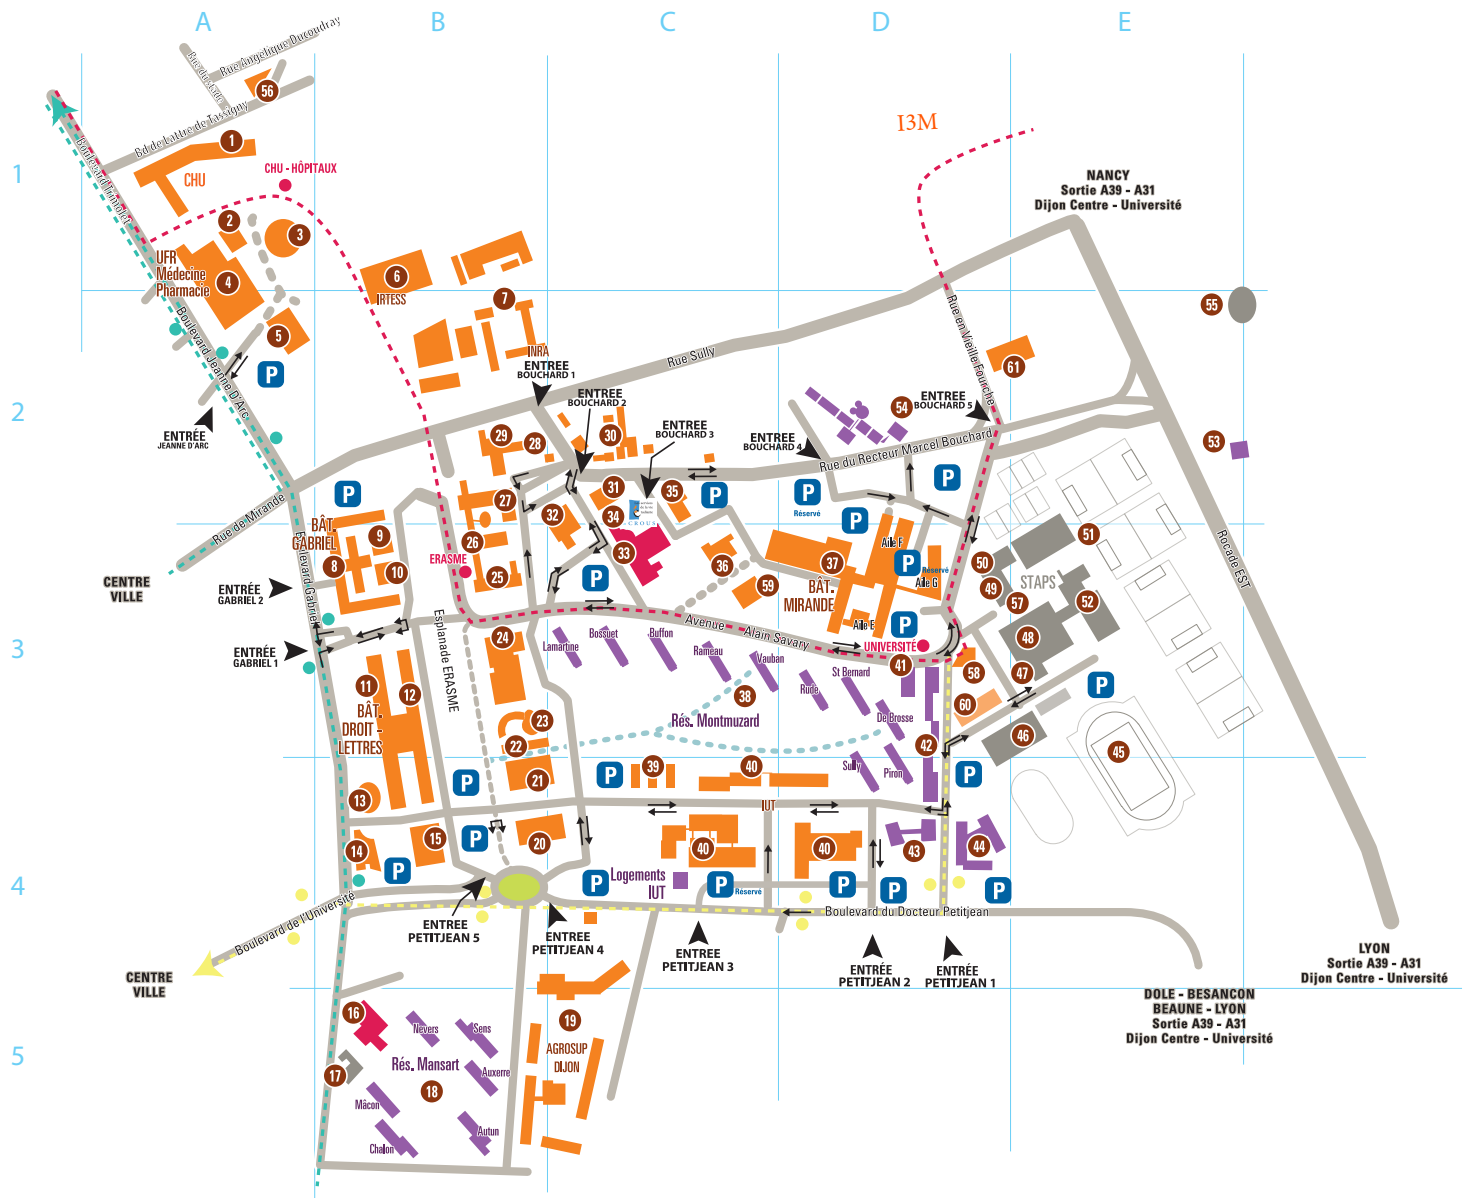 A
B
C
D
E
1
2
3
4
5
Rue Angelique Ducoudray
Rue du Stade
56
Bd de Lattre de Tassigny
1
CHU
CHU - HÔPITAUX
Boulevard Trimolet
2
3
UFR
Médecine
Pharmacie
4
5
Boulevard Jeanne D'Arc
P
ENTRÉE
JEANNE D'ARC
6
IRTESS
7
INRA
ENTREE
BOUCHARD 1
ENTREE
BOUCHARD 2
ENTREE
BOUCHARD 3
ENTREE
BOUCHARD 4
ENTREE
BOUCHARD 5
Rue Sully
I3M
NANCY
Sortie A39 - A31
Dijon Centre - Université
Rue en Vieille Fourche
55
61
53
54
Rue du Recteur Marcel Bouchard
29
28
30
27
31
35
P
32
34
CROUS
33
26
ERASME
25
P
36
59
P
Réservé
P
P
37
BÂT.
MIRANDE
Aile F
P
Réservé
Aile G
Aile E
P
UNIVERSITÉ
41
Rue de Mirande
CENTRE
VILLE
P
BÂT.
GABRIEL
9
8
10
ENTRÉE
GABRIEL 2
ENTRÉE
GABRIEL 1
Boulevard Gabriel
Esplanade ERASME
11
12
BÂT.
DROIT -
LETTRES
24
23
22
21
20
13
14
15
P
P
P
Avenue Alain Savary
Lamartine
Bossuet
Buffon
Rameau
Vauban
Rude
St Bernard
De Brosse
Sully
Piron
38
Rés. Montmuzard
42
50
49
57
51
STAPS
52
48
47
58
60
46
P
45
Rocade EST
P
39
40
IUT
P
40
40
43
44
Logements
IUT
P
P
Réservé
P
P
Boulevard de l'Université
Boulevard du Docteur Petitjean
CENTRE
VILLE
ENTREE
PETITJEAN 5
ENTREE
PETITJEAN 4
ENTREE
PETITJEAN 3
ENTRÉE
PETITJEAN 2
ENTRÉE
PETITJEAN 1
LYON
Sortie A39 - A31
Dijon Centre - Université
DOLE - BESANCON
BEAUNE - LYON
Sortie A39 - A31
Dijon Centre - Université
16
17
Nevers
Sens
Rés. Mansart
18
Auxerre
Mâcon
Chalon
Autun
19
AGROSUP
DIJON